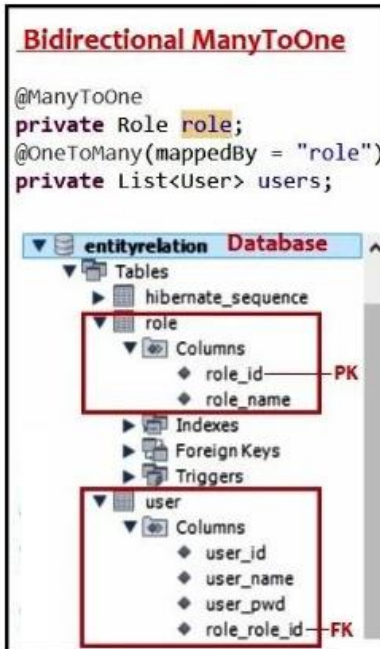 Bidirectional ManyToOne
@ManyToOne
private Role role;
@OneToMany(mappedBy = "role")
private List<User> users;
entityrelation Database
Tables
hibernate_sequence
role
Columns
role_id PK
role_name
Indexes
Foreign Keys
Triggers
user
Columns
user_id
user_name
user_pwd
role_role_id FK